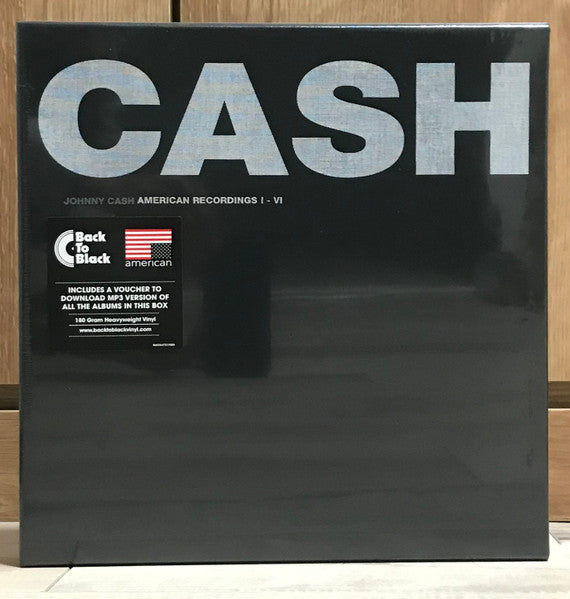 CASH
JOHNNY CASH AMERICAN RECORDINGS I - VI
Back
To
Black
american
INCLUDES A VOUCHER TO
DOWNLOAD MP3 VERSION OF
ALL THE ALBUMS IN THIS BOX
180 Gram Heavyweight Vinyl
www.backtoblackvinyl.com